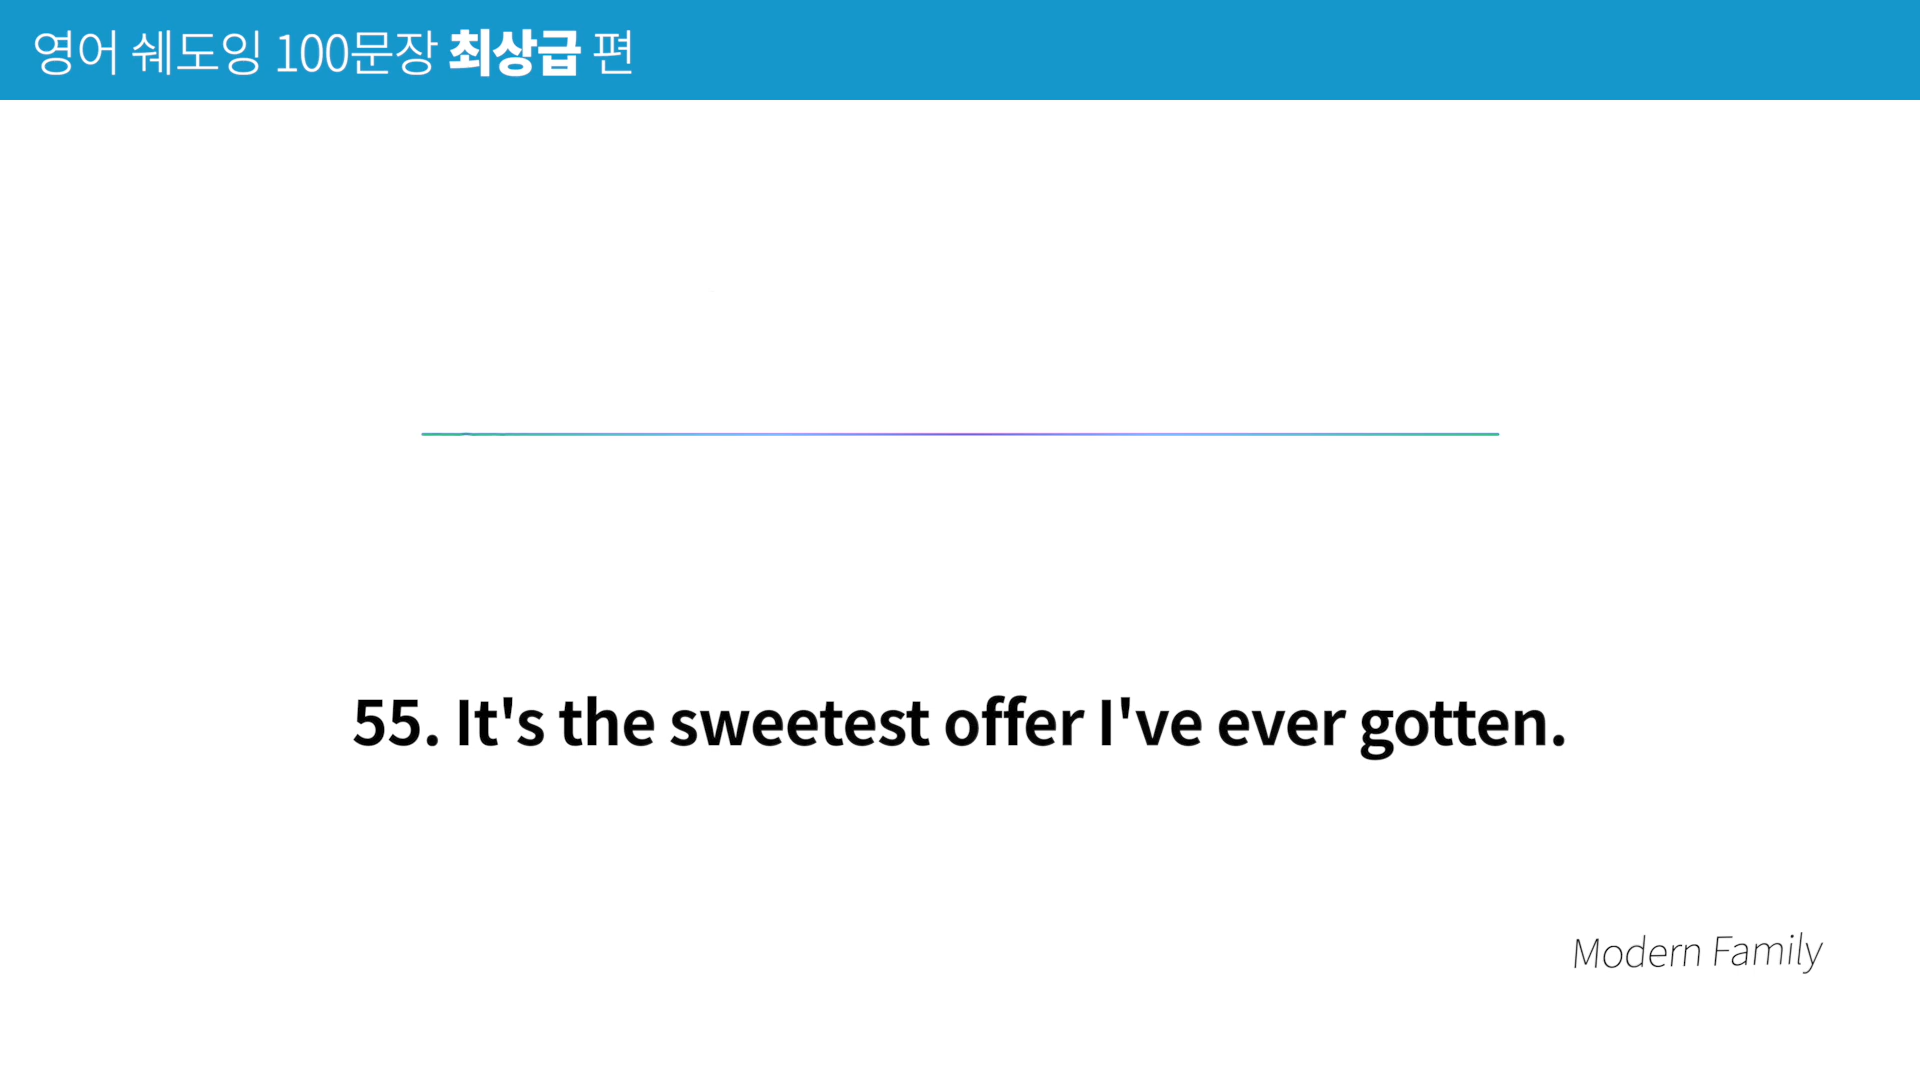 영어 쉐도잉 100문장 최상급 편
55. It's the sweetest offer I've ever gotten.
Modern Family